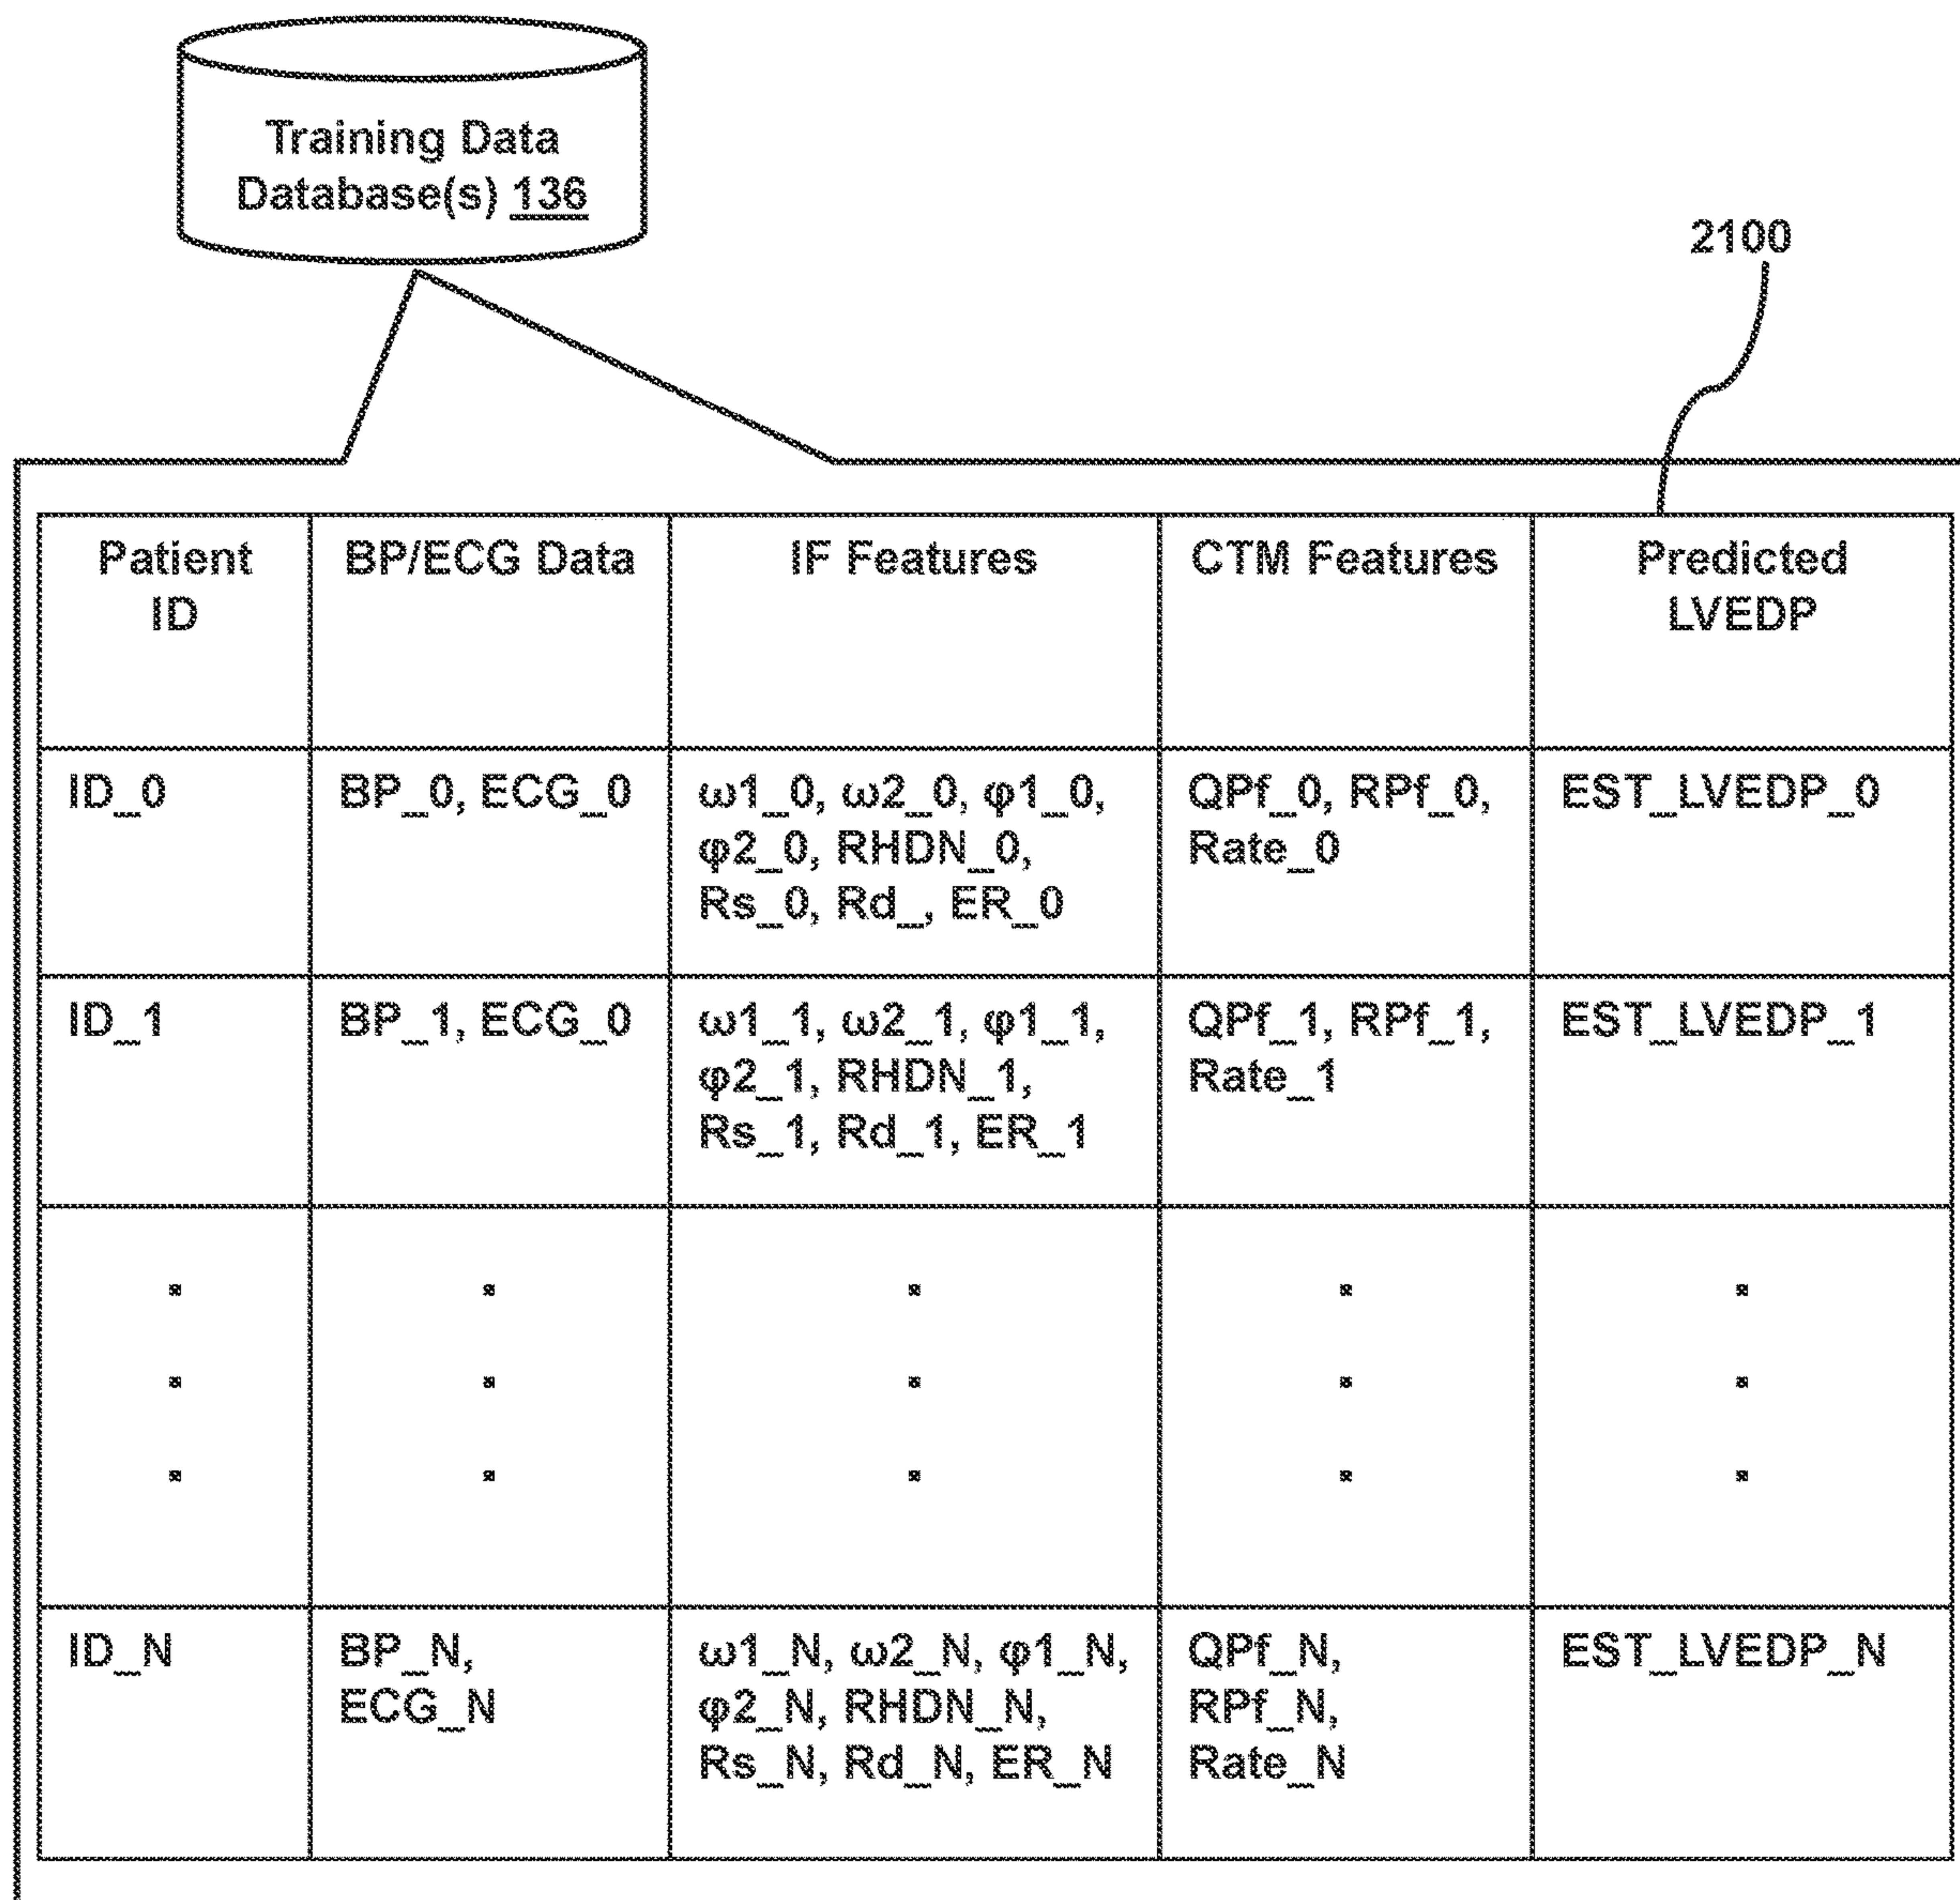 Training Data
Database(s) 136
2100
Patient
ID
BP/ECG Data
IF Features
CTM Features
Predicted
LVEDP
ID_0
BP_0, ECG_0
ω1_0, ω2_0, φ1_0,
φ2_0, RHDN_0,
Rs_0, Rd_, ER_0
QPf_0, RPf_0,
Rate_0
EST_LVEDP_0
ID_1
BP_1, ECG_0
ω1_1, ω2_1, φ1_1,
φ2_1, RHDN_1,
Rs_1, Rd_1, ER_1
QPf_1, RPf_1,
Rate_1
EST_LVEDP_1
ID_N
BP_N,
ECG_N
ω1_N, ω2_N, φ1_N,
φ2_N, RHDN_N,
Rs_N, Rd_N, ER_N
QPf_N,
RPf_N,
Rate_N
EST_LVEDP_N